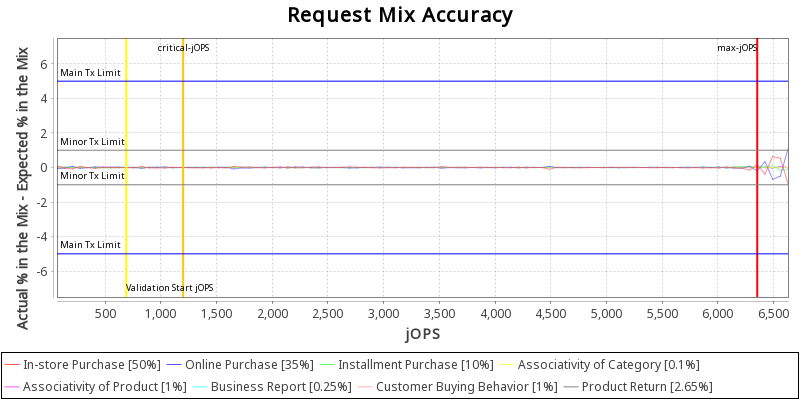 Request Mix Accuracy
critical-jOPS
max-jOPS
Main Tx Limit
Minor Tx Limit
Minor Tx Limit
Main Tx Limit
Validation Start jOPS
Actual % in the Mix - Expected % in the Mix
6
4
2
0
-2
-4
-6
500 1,000 1,500 2,000 2,500 3,000 3,500 4,000 4,500 5,000 5,500 6,000 6,500
jOPS
In-store Purchase [50%] Online Purchase [35%] Installment Purchase [10%] Associativity of Category [0.1%]
Associativity of Product [1%] Business Report [0.25%] Customer Buying Behavior [1%] Product Return [2.65%]